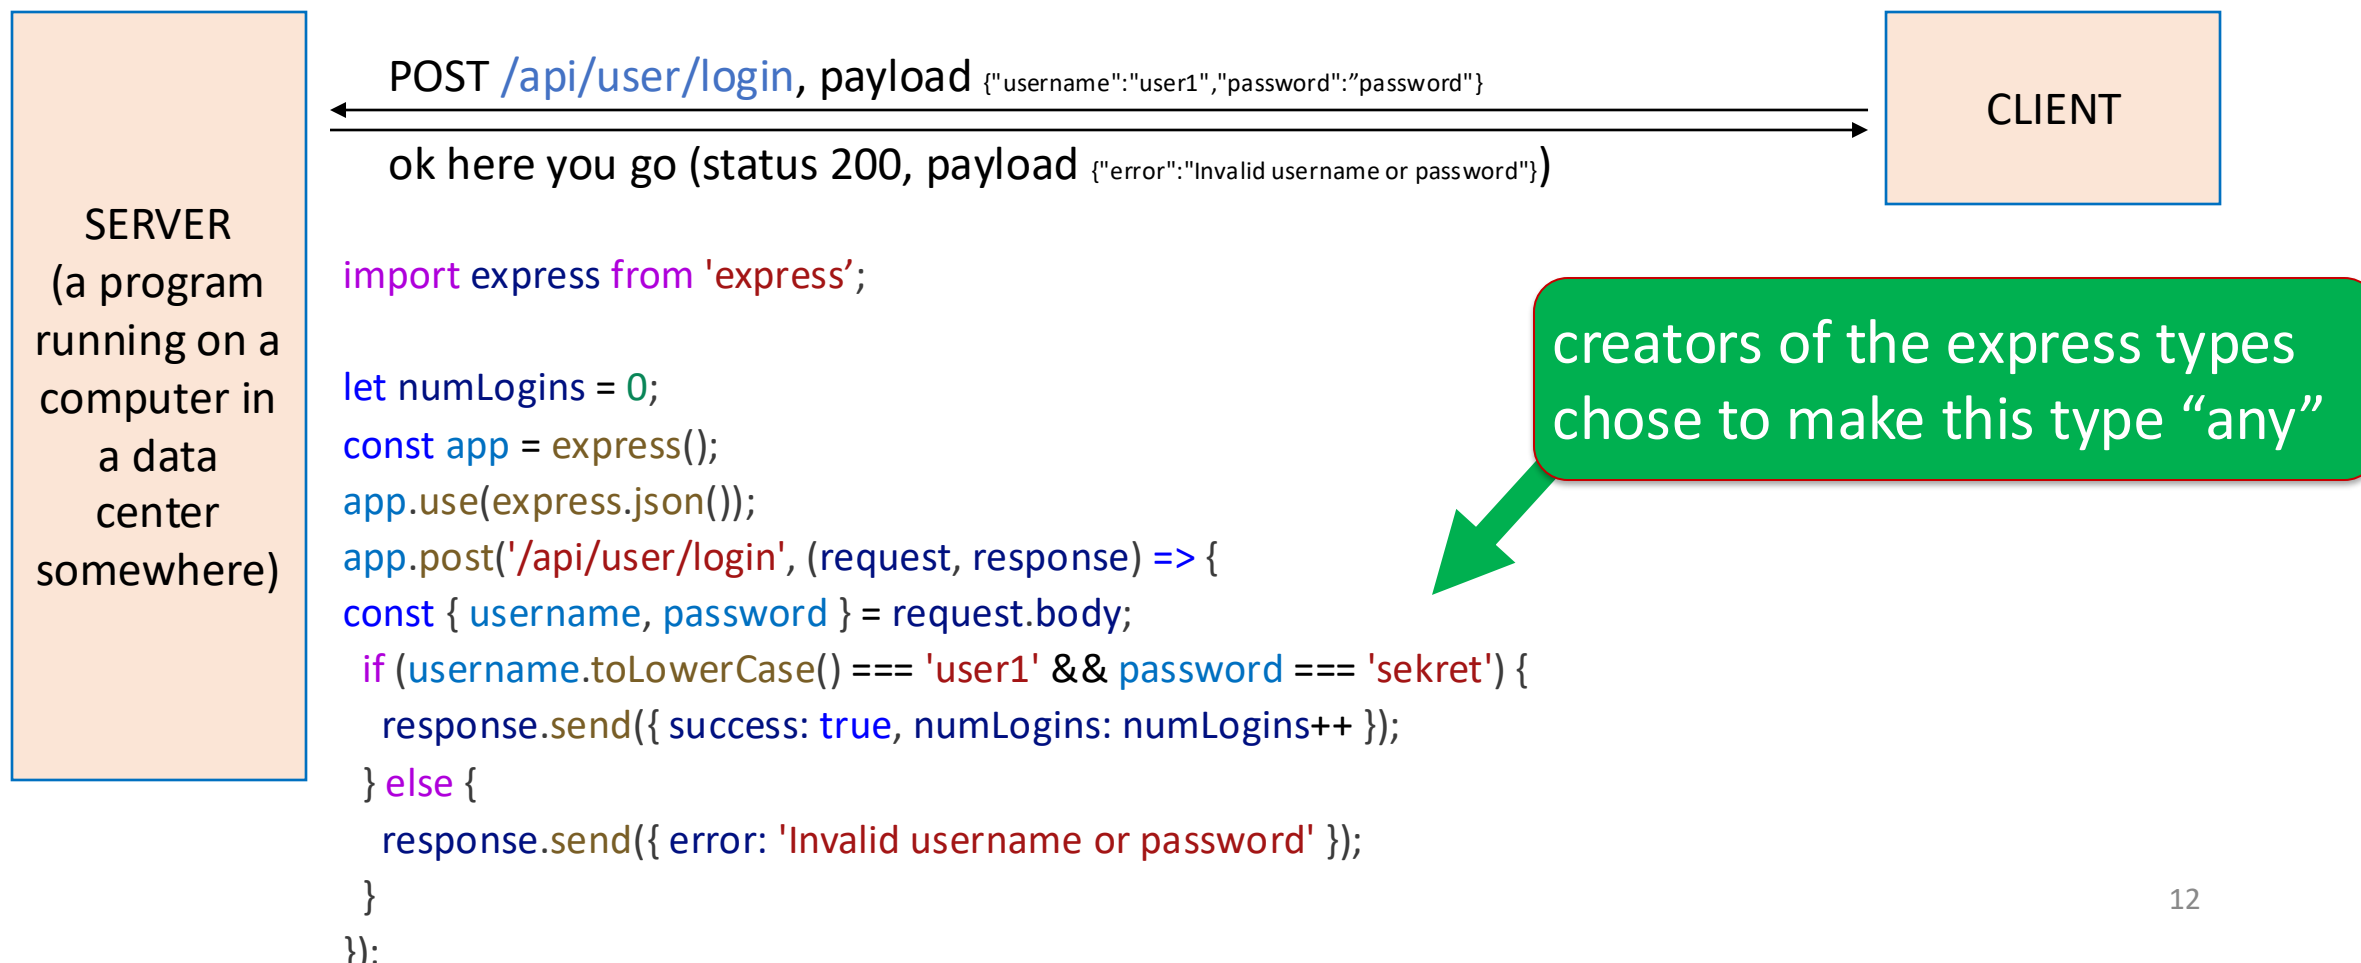 POST /api/user/login, payload {"username":"user1","password":”password"}
CLIENT
ok here you go (status 200, payload {"error":"Invalid username or password"})
SERVER
(a program
running on a
computer in
a data
center
somewhere)
import express from 'express’;
let numLogins = 0;
const app = express();
app.use(express.json());
app.post('/api/user/login', (request, response) => {
const { username, password } = request.body;
if (username.toLowerCase() === 'user1' && password === 'sekret') {
response.send({ success: true, numLogins: numLogins++ });
} else {
response.send({ error: 'Invalid username or password' });
}
});
creators of the express types
chose to make this type “any”
12